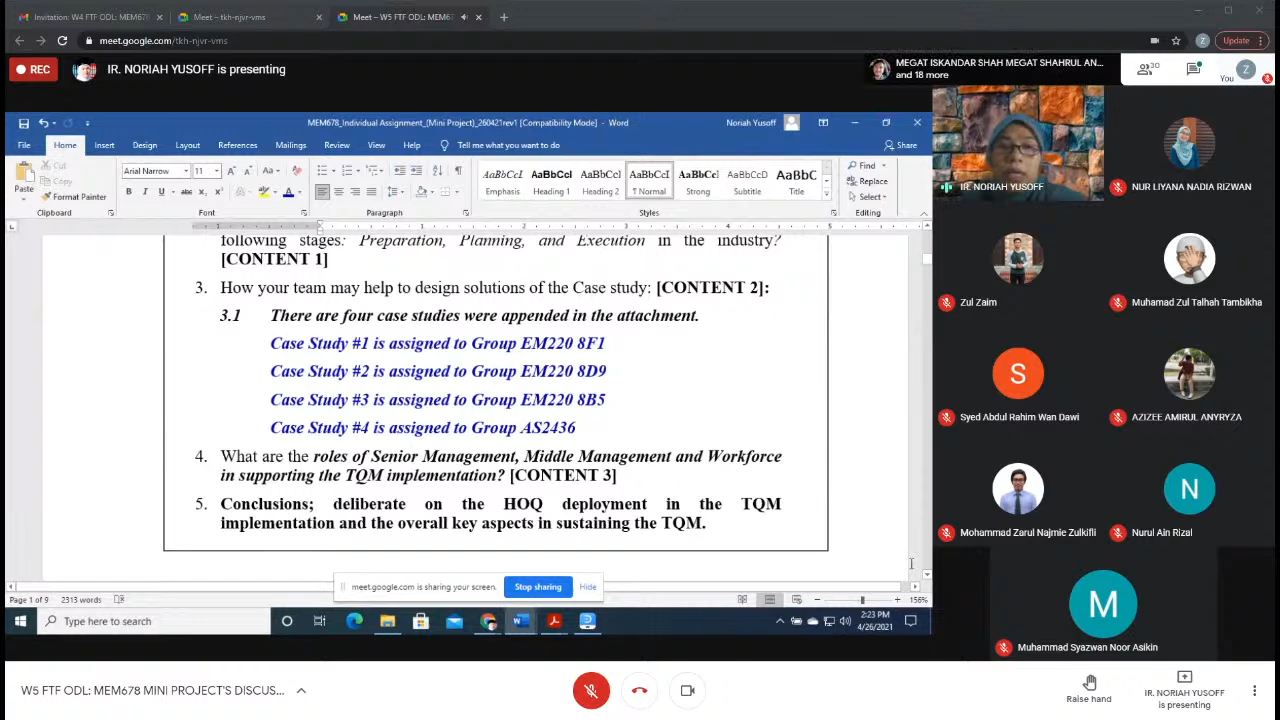 Invitation: W4 FTF ODL: MEM678
Meet – tkh-njvr-vms
Meet – W5 FTF ODL: MEM67
meet.google.com/tkh-njvr-vms
Z
Update
REC
IR. NORIAH YUSOFF is presenting
MEGAT ISKANDAR SHAH MEGAT SHAHRUL AN...
and 18 more
30
You
Z
MEM678_Individual Assignment_(Mini Project)_260421rev1 [Compatibility Mode] - Word
Noriah Yusoff
File Home Insert Design Layout References Mailings Review View Help Tell me what you want to do Share
Paste
Cut
Copy
Format Painter
Arial Narrow 11
AaBbCcI Emphasis
AaBbCcl Heading 1
AaBbCcI Heading 2
AaBbCcI ¶ Normal
AaBbCc Strong
AaBbCcD Subtitle
AaBbC Title
Find
Replace
Select
Clipboard Font Paragraph Styles Editing
following stages: Preparation, Planning, and Execution in the industry?
[CONTENT 1]
3. How your team may help to design solutions of the Case study: [CONTENT 2]:
3.1 There are four case studies were appended in the attachment.
Case Study #1 is assigned to Group EM220 8F1
Case Study #2 is assigned to Group EM220 8D9
Case Study #3 is assigned to Group EM220 8B5
Case Study #4 is assigned to Group AS2436
4. What are the roles of Senior Management, Middle Management and Workforce
in supporting the TQM implementation? [CONTENT 3]
5. Conclusions; deliberate on the HOQ deployment in the TQM
implementation and the overall key aspects in sustaining the TQM.
meet.google.com is sharing your screen. Stop sharing Hide
Page 1 of 9 2313 words 156%
Type here to search
2:23 PM
4/26/2021
IR. NORIAH YUSOFF
NUR LIYANA NADIA RIZWAN
Zul Zaim
Muhamad Zul Talhah Tambikha
S
Syed Abdul Rahim Wan Dawi
AZIZEE AMIRUL ANYRYZA
Mohammad Zarul Najmie Zulkifli
N
Nurul Ain Rizal
M
Muhammad Syazwan Noor Asikin
W5 FTF ODL: MEM678 MINI PROJECT'S DISCUS...
Raise hand
IR. NORIAH YUSOFF
is presenting